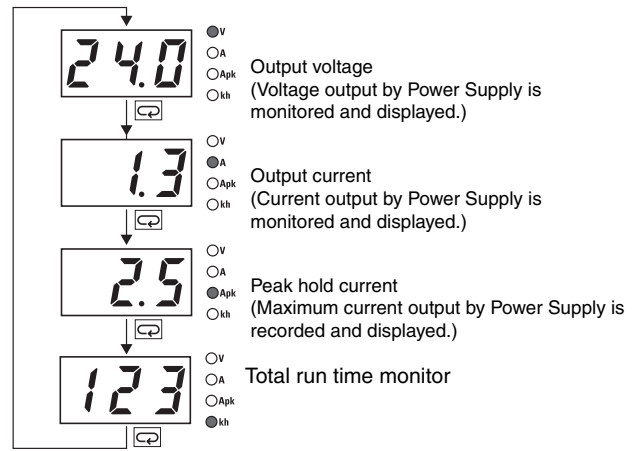 24.0
V
A
Apk
kh
Output voltage
(Voltage output by Power Supply is
monitored and displayed.)
1.3
V
A
Apk
kh
Output current
(Current output by Power Supply is
monitored and displayed.)
2.5
V
A
Apk
kh
Peak hold current
(Maximum current output by Power Supply is
recorded and displayed.)
123
V
A
Apk
kh
Total run time monitor